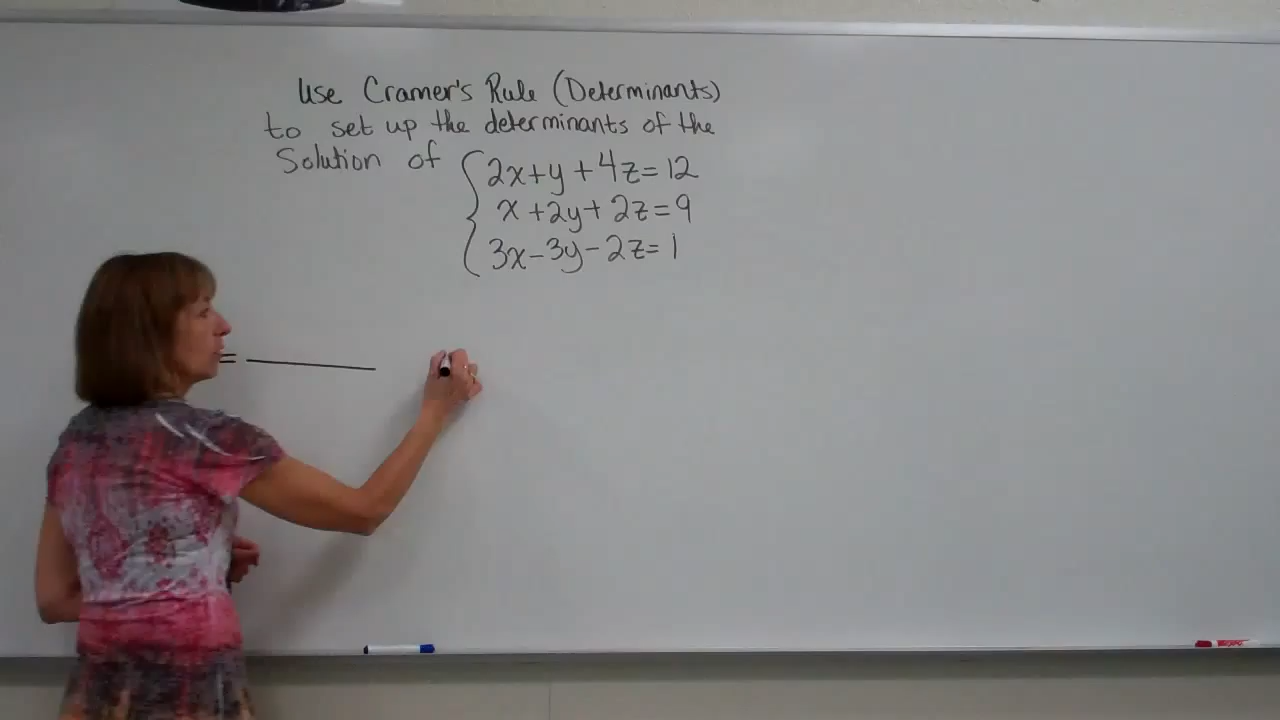 Use Cramer's Rule (Determinants)
to set up the determinants of the
Solution of { 2x+y+4z=12
x+2y+2z=9
3x-3y-2z=1
=